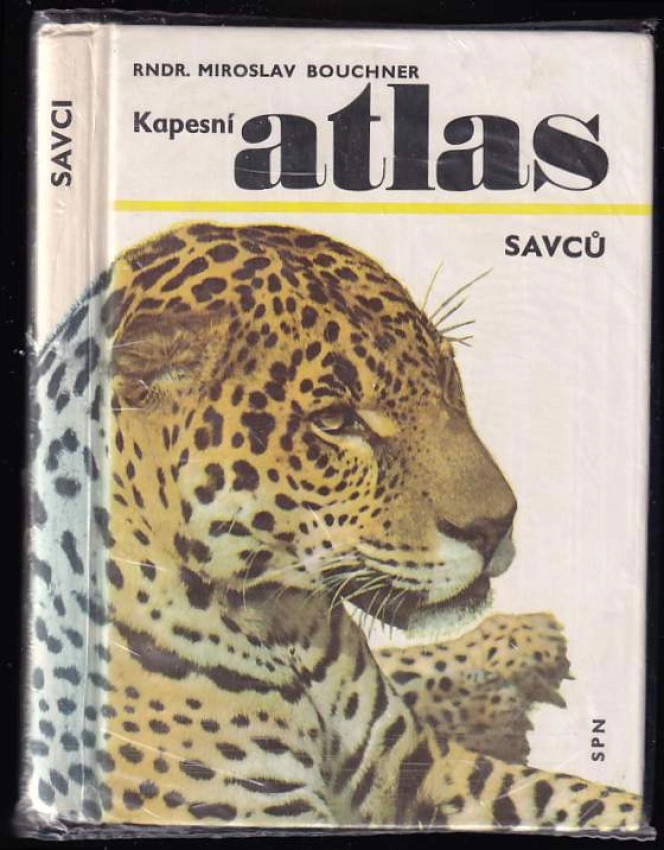 SAVCI
RNDR. MIROSLAV BOUCHNER
Kapesní atlas
SAVCŮ
SPN